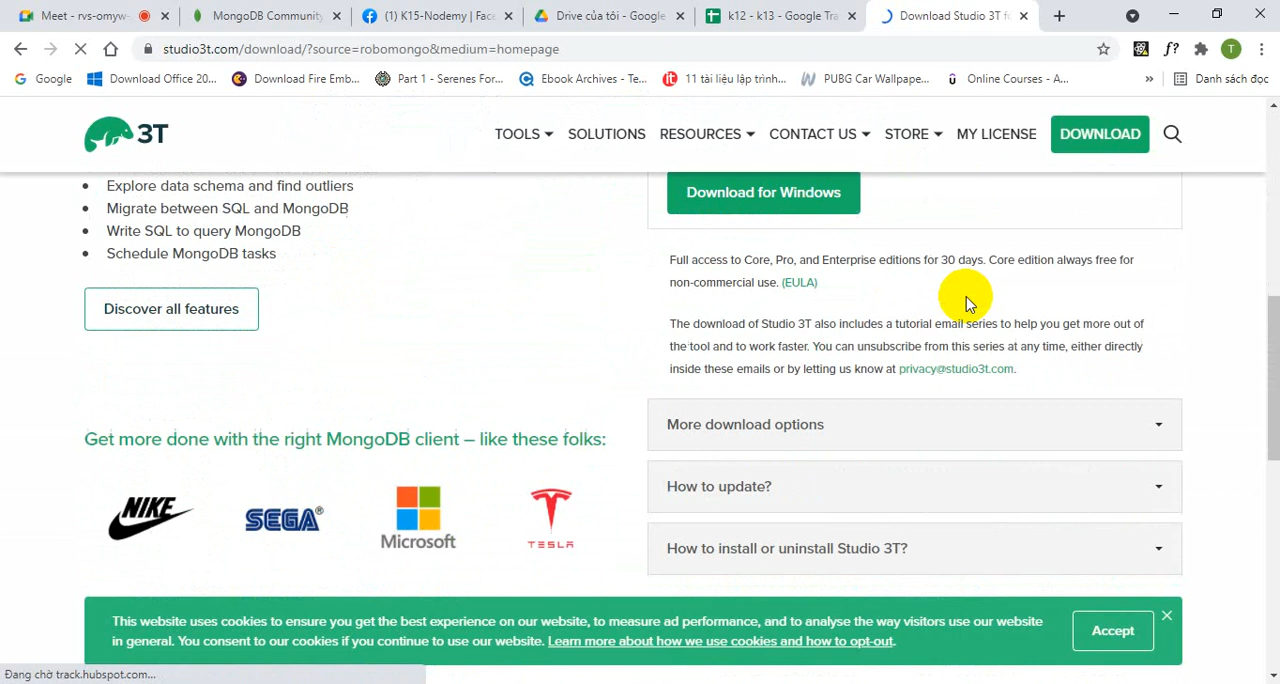 Meet - rvs-omyw-
MongoDB Community
(1) K15-Nodemy | Fac
Drive của tôi - Google
k12 - k13 - Google Tra
Download Studio 3T fo
studio3t.com/download/?source=robomongo&medium=homepage
T
Google
Download Office 20...
Download Fire Emb...
Part 1 - Serenes For...
Ebook Archives - Te...
11 tài liệu lập trình...
PUBG Car Wallpape...
Online Courses - A...
»
Danh sách đọc
3T
TOOLS
SOLUTIONS
RESOURCES
CONTACT US
STORE
MY LICENSE
DOWNLOAD
• Explore data schema and find outliers
• Migrate between SQL and MongoDB
• Write SQL to query MongoDB
• Schedule MongoDB tasks
Discover all features
Get more done with the right MongoDB client – like these folks:
NIKE
SEGA®
Microsoft
TESLA
Download for Windows
Full access to Core, Pro, and Enterprise editions for 30 days. Core edition always free for
non-commercial use. (EULA)
The download of Studio 3T also includes a tutorial email series to help you get more out of
the tool and to work faster. You can unsubscribe from this series at any time, either directly
inside these emails or by letting us know at privacy@studio3t.com.
More download options
How to update?
How to install or uninstall Studio 3T?
This website uses cookies to ensure you get the best experience on our website, to measure ad performance, and to analyse the way visitors use our website
in general. You consent to our cookies if you continue to use our website. Learn more about how we use cookies and how to opt-out.
Accept
Đang chờ track.hubspot.com...